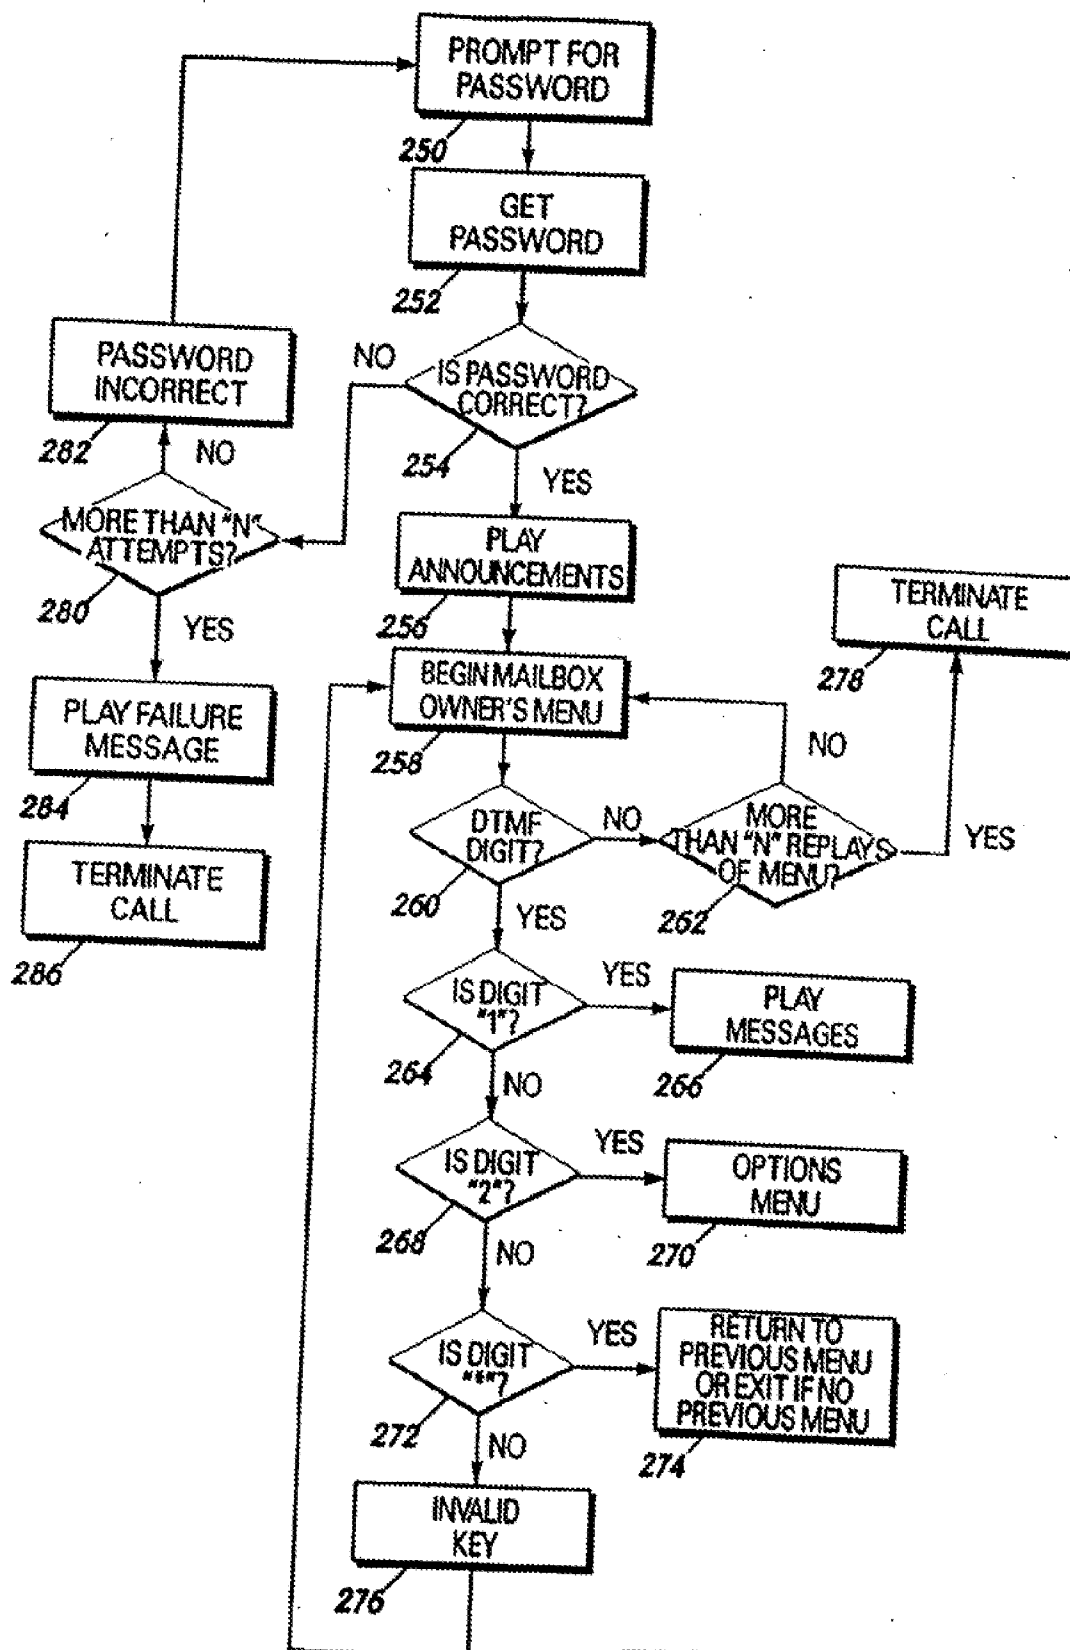 PROMPT FOR
PASSWORD
250
GET
PASSWORD
252
IS PASSWORD
CORRECT?
254
NO
YES
PASSWORD
INCORRECT
282
NO
MORE THAN "N"
ATTEMPTS?
280
YES
PLAY FAILURE
MESSAGE
284
TERMINATE
CALL
286
PLAY
ANNOUNCEMENTS
256
BEGIN MAILBOX
OWNER'S MENU
258
TERMINATE
CALL
278
NO
DTMF
DIGIT?
260
NO
MORE
THAN "N" REPLAYS
OF MENU?
262
YES
YES
IS DIGIT
"1"?
264
YES
PLAY
MESSAGES
266
NO
IS DIGIT
"2"?
268
YES
OPTIONS
MENU
270
NO
IS DIGIT
"*"?
272
YES
RETURN TO
PREVIOUS MENU
OR EXIT IF NO
PREVIOUS MENU
274
NO
INVALID
KEY
276